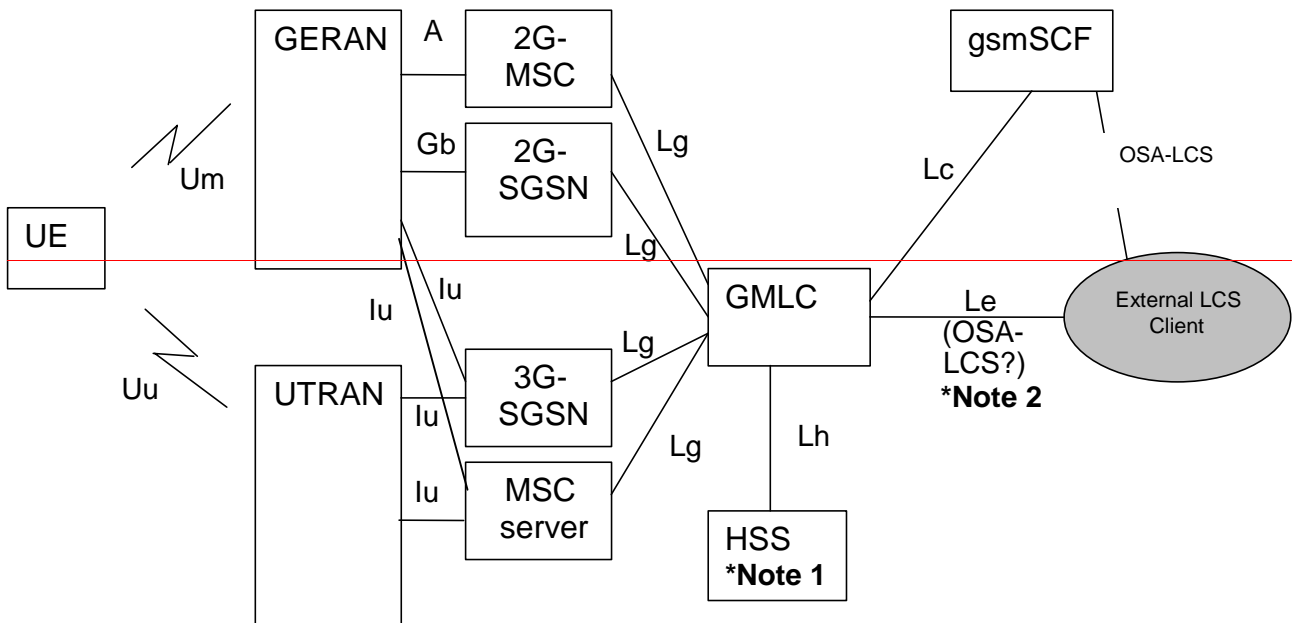 GERAN
A
2G-
MSC
gsmSCF
Gb
2G-
SGSN
Lg
Lc
OSA-LCS
Um
UE
Lg
Iu
Iu
GMLC
Le
(OSA-
LCS?)
*Note 2
External LCS
Client
Uu
UTRAN
Iu
3G-
SGSN
Lg
Lg
Lh
Iu
MSC
server
HSS
*Note 1